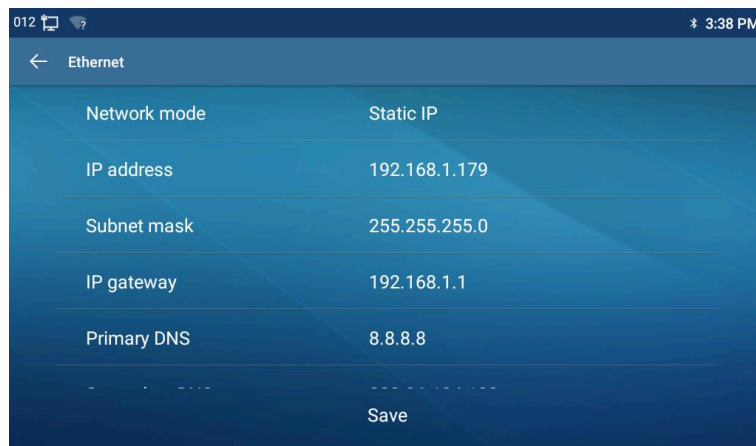 012 3:38 PM
Ethernet
Network mode Static IP
IP address 192.168.1.179
Subnet mask 255.255.255.0
IP gateway 192.168.1.1
Primary DNS 8.8.8.8
Save